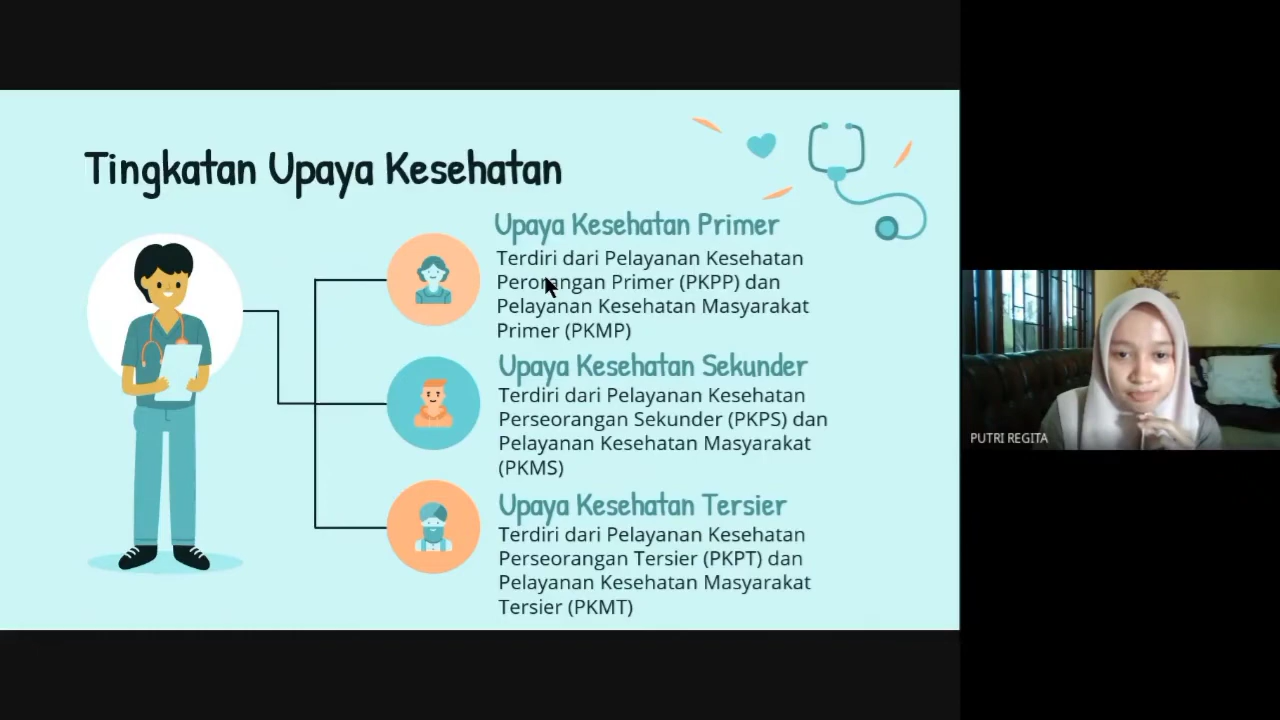 Tingkatan Upaya Kesehatan
Upaya Kesehatan Primer
Terdiri dari Pelayanan Kesehatan
Perorangan Primer (PKPP) dan
Pelayanan Kesehatan Masyarakat
Primer (PKMP)
Upaya Kesehatan Sekunder
Terdiri dari Pelayanan Kesehatan
Perseorangan Sekunder (PKPS) dan
Pelayanan Kesehatan Masyarakat
(PKMS)
Upaya Kesehatan Tersier
Terdiri dari Pelayanan Kesehatan
Perseorangan Tersier (PKPT) dan
Pelayanan Kesehatan Masyarakat
Tersier (PKMT)
PUTRI REGITA